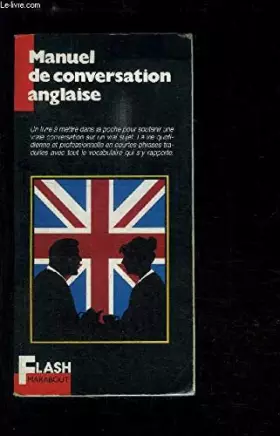 Le-livre.com
Manuel
de conversation
anglaise
Un livre à mettre dans la poche pour soutenir une
vraie conversation sur un vrai sujet. La vie quoti-
dienne et professionnelle en courtes phrases tra-
duites avec tout le vocabulaire qui s'y rapporte.
FLASH
MARABOUT